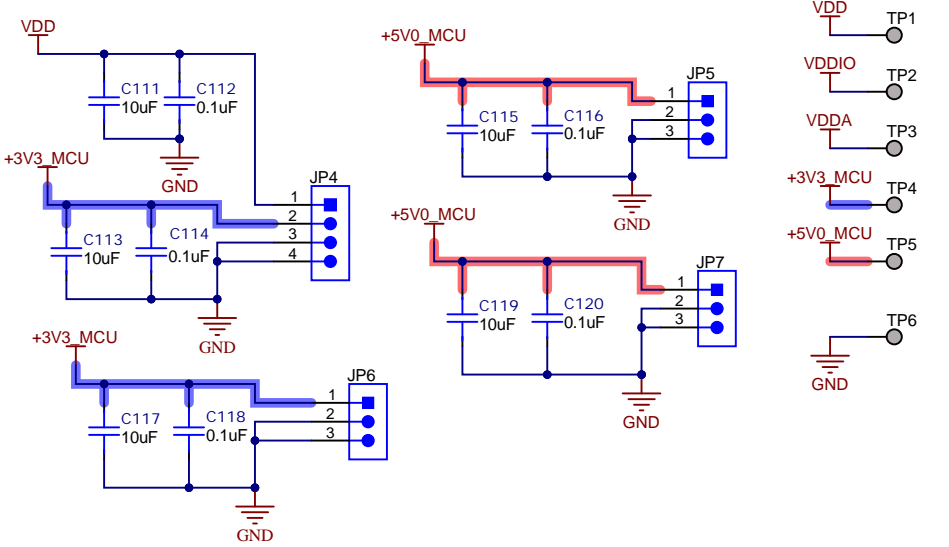 VDD
C111
10uF
C112
0.1uF
GND
+3V3_MCU
C113
10uF
C114
0.1uF
GND
JP4
1
2
3
4
+3V3_MCU
C117
10uF
C118
0.1uF
GND
JP6
1
2
3
+5V0_MCU
C115
10uF
C116
0.1uF
GND
JP5
1
2
3
+5V0_MCU
C119
10uF
C120
0.1uF
GND
JP7
1
2
3
VDD
TP1
VDDIO
TP2
VDDA
TP3
+3V3_MCU
TP4
+5V0_MCU
TP5
TP6
GND